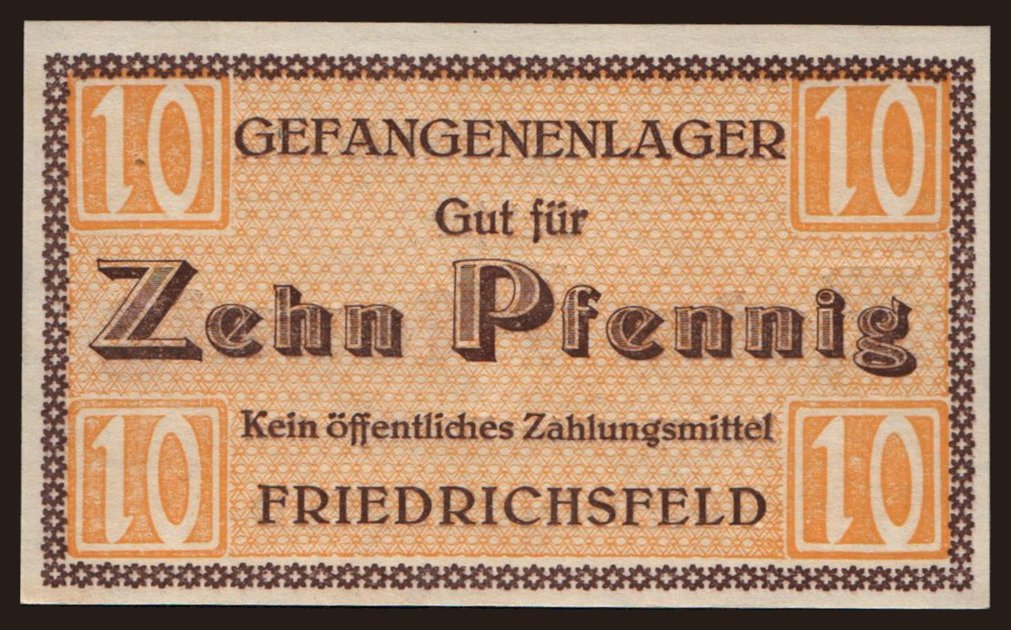 10 10
GEFANGENENLAGER
Gut für
Zehn Pfennig
Kein öffentliches Zahlungsmittel
FRIEDRICHSFELD
10 10